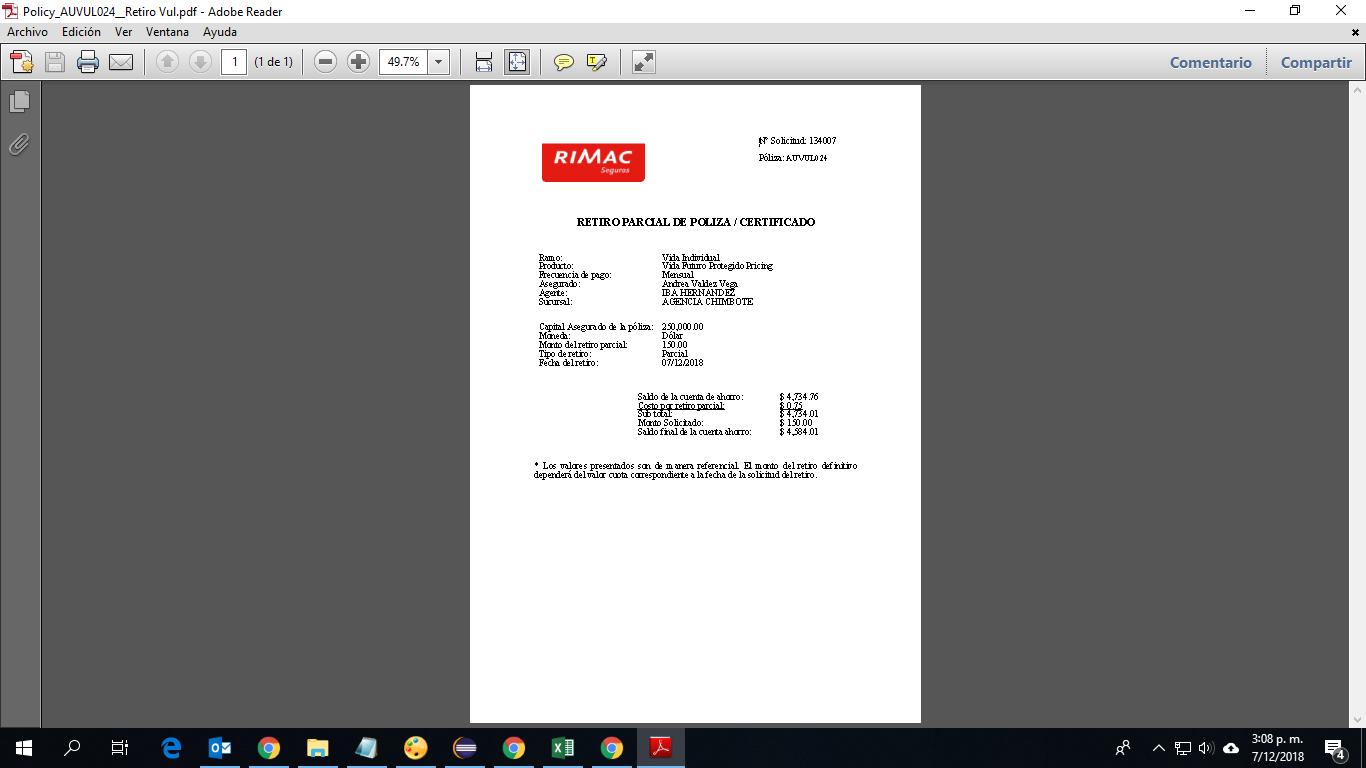 Policy_AUVUL024__Retiro Vul.pdf - Adobe Reader
Archivo Edición Ver Ventana Ayuda
1 (1 de 1) 49.7% Comentario Compartir
RIMAC
Seguros
Nº Solicitud: 134007
Póliza: AUVUL024
RETIRO PARCIAL DE POLIZA / CERTIFICADO
Ramo: Vida Individual
Producto: Vida Futuro Protegido Pricing
Frecuencia de pago: Mensual
Asegurado: Andrea Valdez Vega
Agente: IBA HERNANDEZ
Sucursal: AGENCIA CHIMBOTE
Capital Asegurado de la póliza: 250,000.00
Moneda: Dólar
Monto del retiro parcial: 150.00
Tipo de retiro: Parcial
Fecha del retiro: 07/12/2018
Saldo de la cuenta de ahorro: $ 4,734.76
Costo por retiro parcial: $ 0.75
Sub total: $ 4,734.01
Monto Solicitado: $ 150.00
Saldo final de la cuenta ahorro: $ 4,584.01
* Los valores presentados son de manera referencial. El monto del retiro definitivo
dependerá del valor cuota correspondiente a la fecha de la solicitud del retiro.
3:08 p. m.
7/12/2018
4